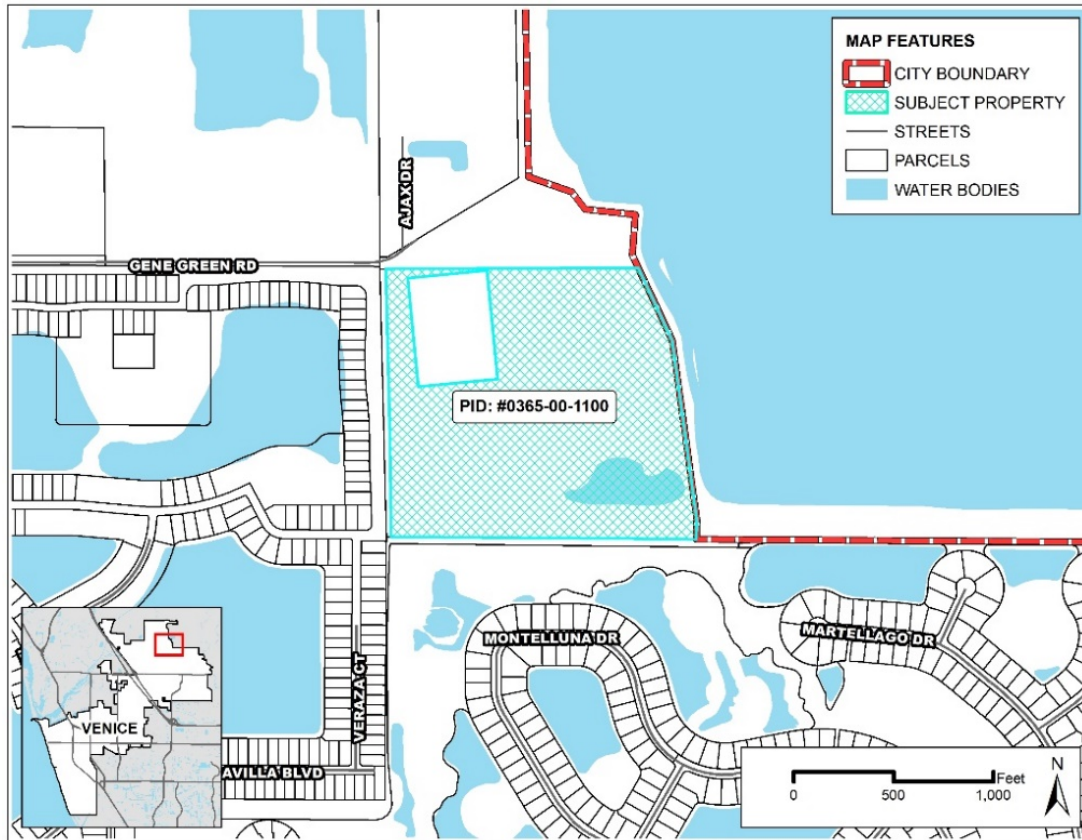 MAP FEATURES
CITY BOUNDARY
SUBJECT PROPERTY
STREETS
PARCELS
WATER BODIES
AJAX DR
GENE GREEN RD
PID: #0365-00-1100
MONTELLUNA DR
MARTELLAGO DR
VERAZA CT
VENICE
AVILLA BLVD
N
Feet
0 500 1,000